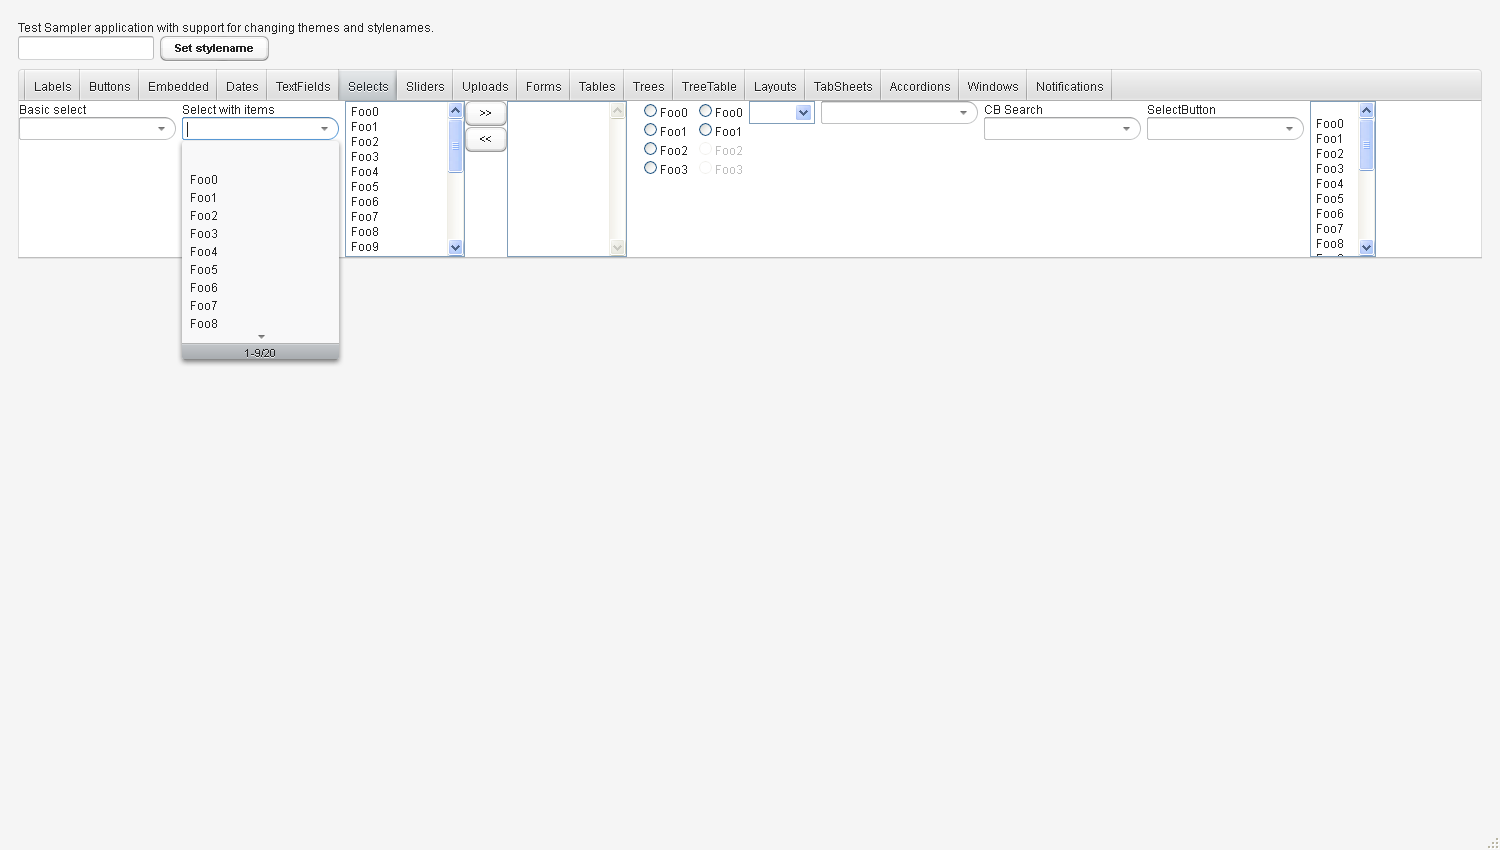 Test Sampler application with support for changing themes and stylenames.
Set stylename
Labels Buttons Embedded Dates TextFields Selects Sliders Uploads Forms Tables Trees TreeTable Layouts TabSheets Accordions Windows Notifications
Basic select
Select with items
Foo0
Foo1
Foo2
Foo3
Foo4
Foo5
Foo6
Foo7
Foo8
1-9/20
Foo0
Foo1
Foo2
Foo3
Foo4
Foo5
Foo6
Foo7
Foo8
Foo9
>>
<<
Foo0
Foo1
Foo2
Foo3
Foo0
Foo1
Foo2
Foo3
CB Search
SelectButton
Foo0
Foo1
Foo2
Foo3
Foo4
Foo5
Foo6
Foo7
Foo8